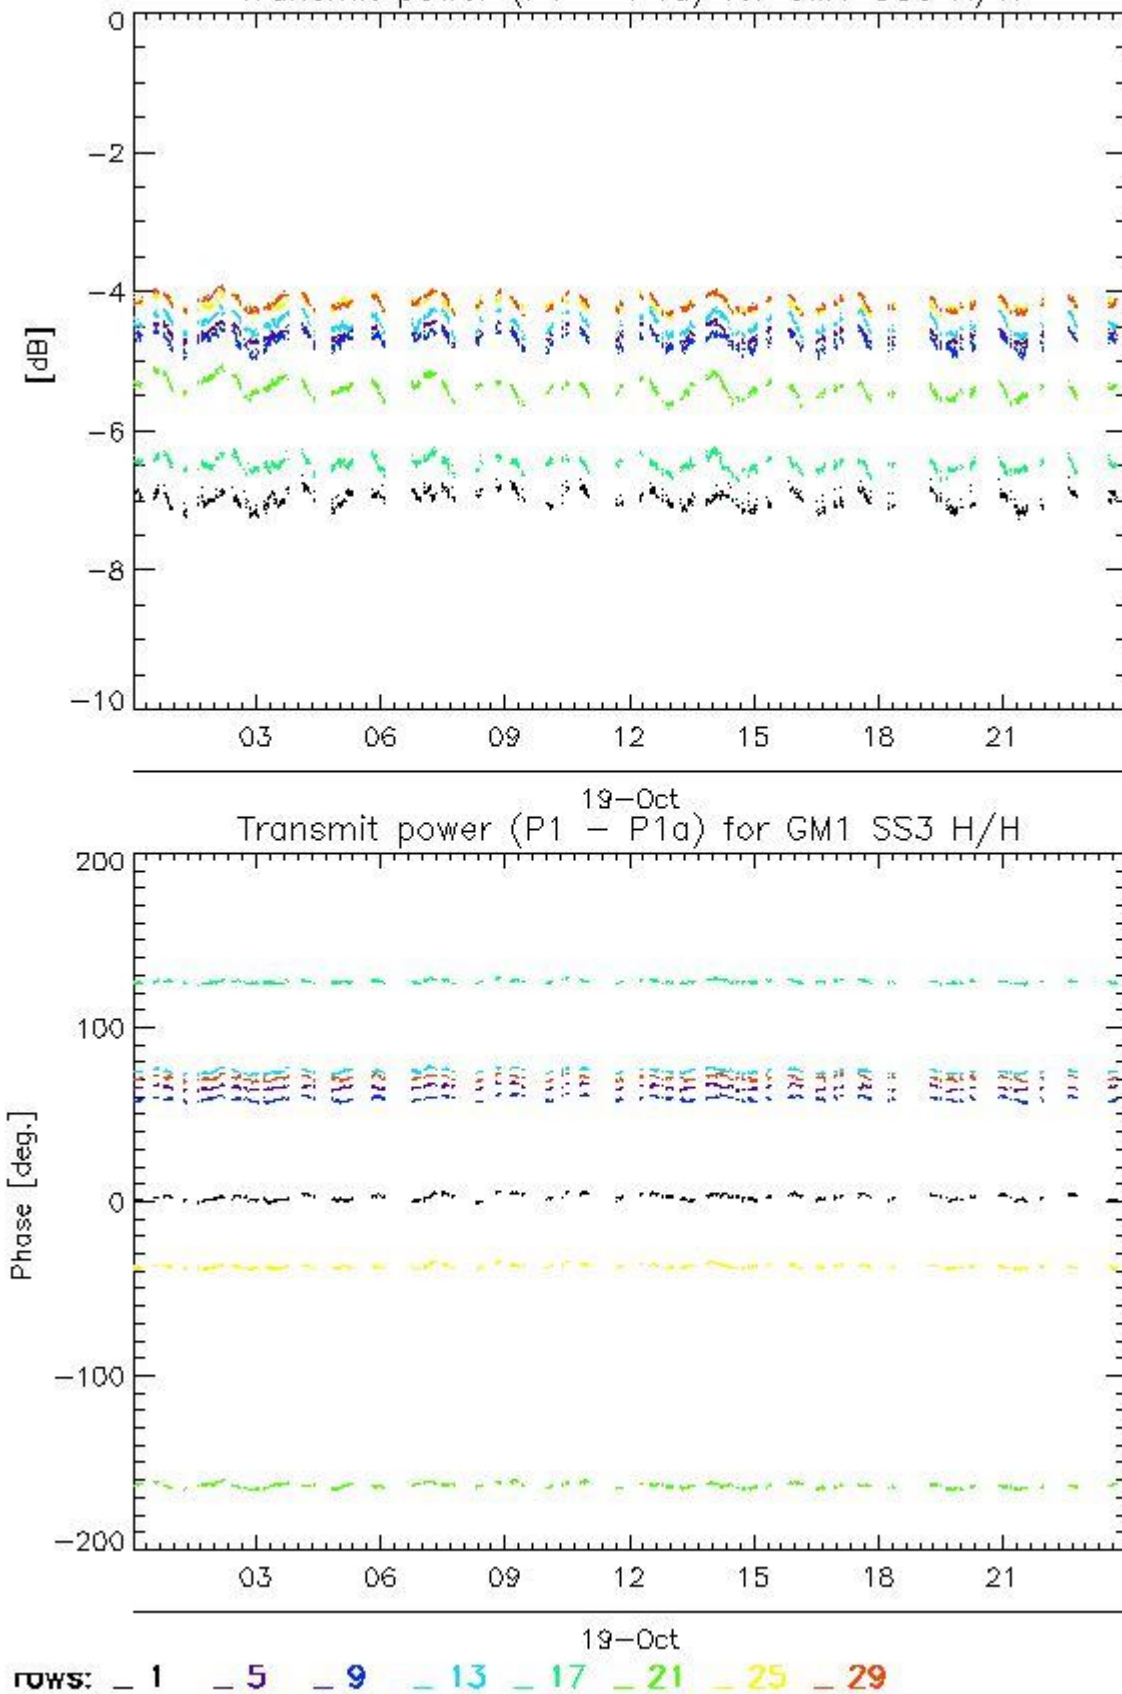 0
-2
-4
[dB]
-6
-8
-10
03 06 09 12 15 18 21
19-Oct
Transmit power (P1 - P1a) for GM1 SS3 H/H
200
100
0
Phase [deg.]
-100
-200
03 06 09 12 15 18 21
19-Oct
rows: _ 1 _ 5 _ 9 _ 13 _ 17 _ 21 _ 25 _ 29